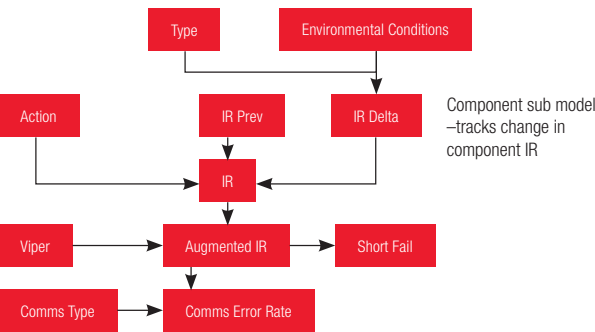 Type
Environmental Conditions
Action
IR Prev
IR Delta
Component sub model
–tracks change in
component IR
IR
Viper
Augmented IR
Short Fail
Comms Type
Comms Error Rate